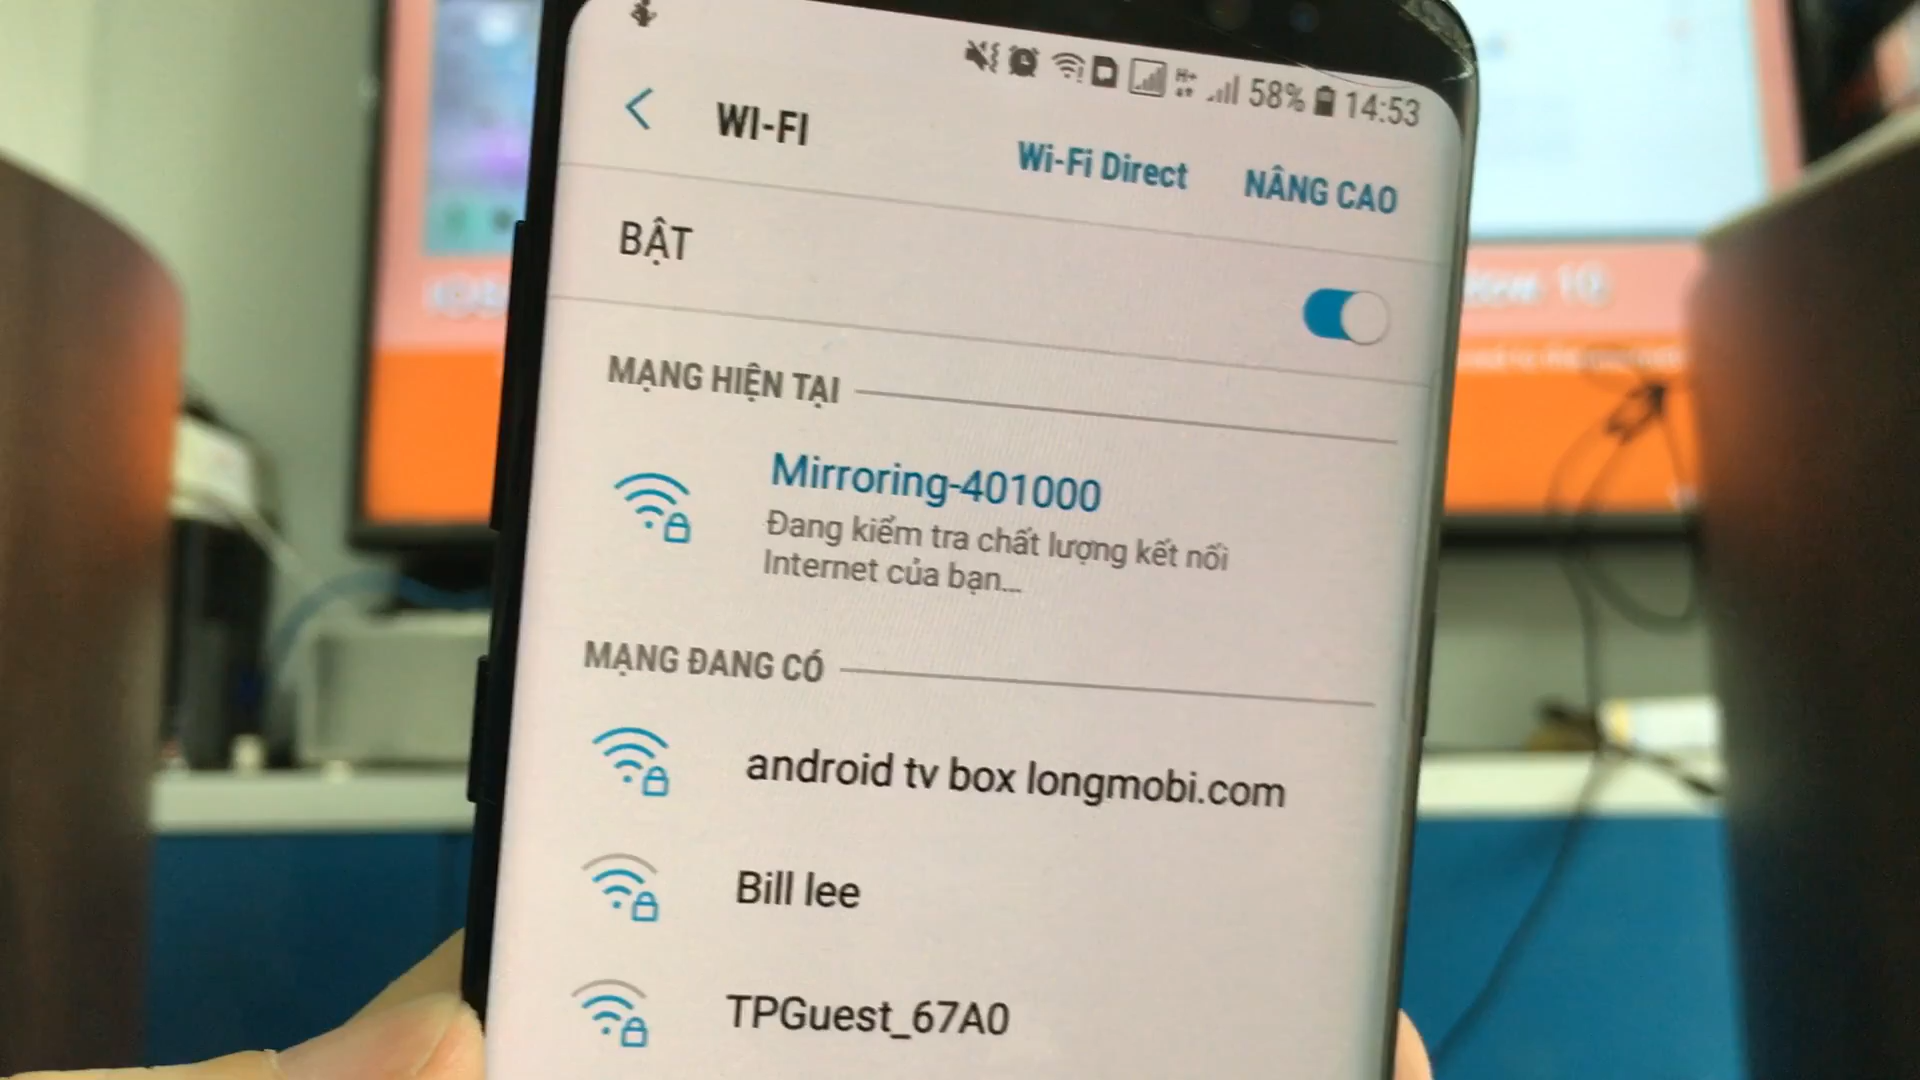 H+ 58% 14:53
WI-FI
Wi-Fi Direct
NÂNG CAO
BẬT
MẠNG HIỆN TẠI
Mirroring-401000
Đang kiểm tra chất lượng kết nối
Internet của bạn...
MẠNG ĐANG CÓ
android tv box longmobi.com
Bill lee
TPGuest_67A0